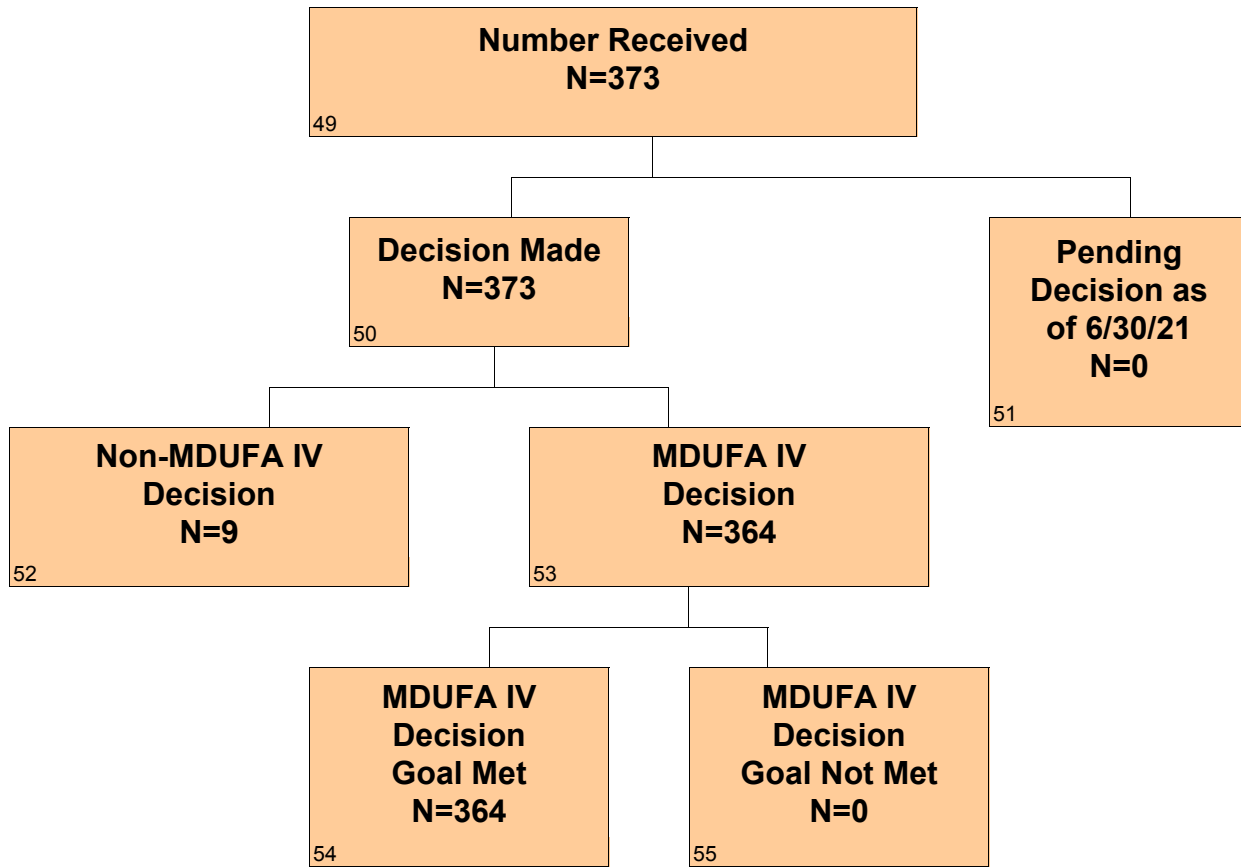 Number Received
N=373
49
Decision Made
N=373
50
Pending
Decision as
of 6/30/21
N=0
51
Non-MDUFA IV
Decision
N=9
52
MDUFA IV
Decision
N=364
53
MDUFA IV
Decision
Goal Met
N=364
54
MDUFA IV
Decision
Goal Not Met
N=0
55